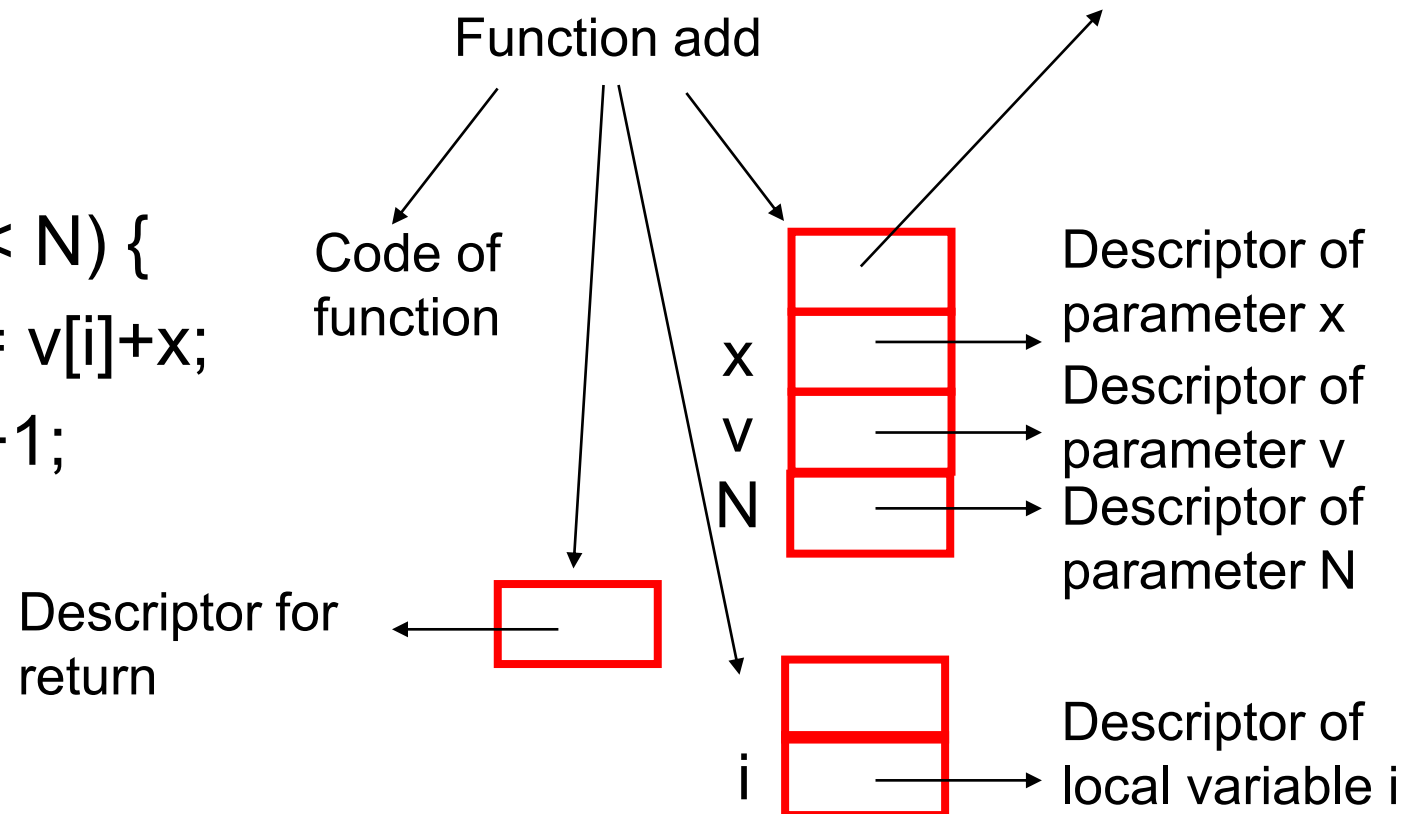 Function add
< N) {
= v[i]+x;
+1;
Code of
function
x
v
N
Descriptor of
parameter x
Descriptor of
parameter v
Descriptor of
parameter N
Descriptor for
return
i
Descriptor of
local variable i